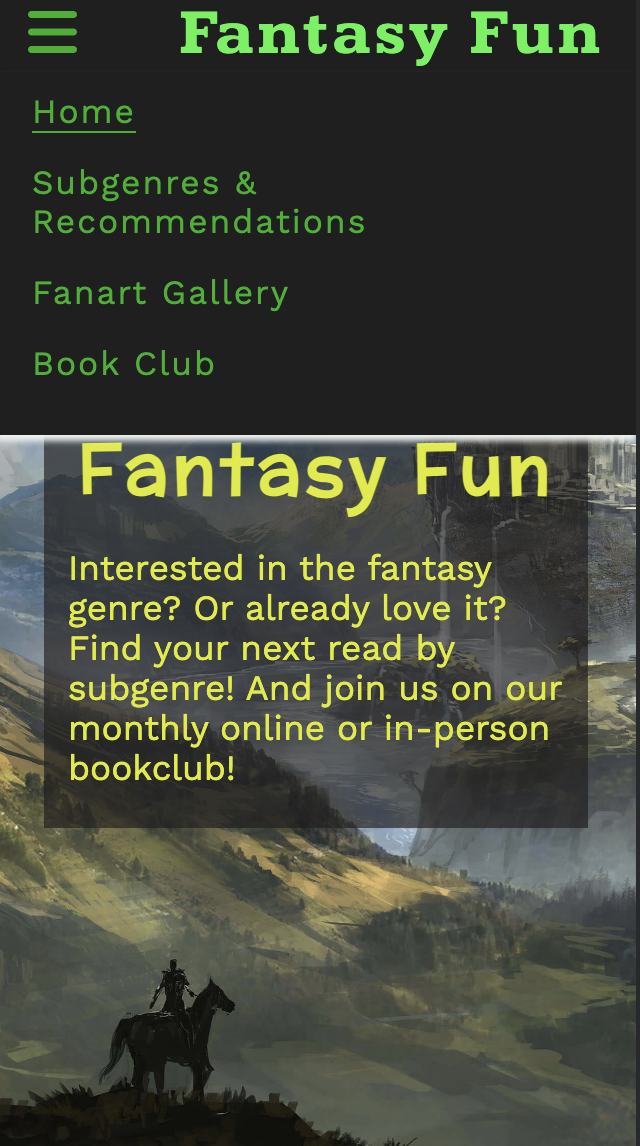 Fantasy Fun
Home
Subgenres &
Recommendations
Fanart Gallery
Book Club
Fantasy Fun
Interested in the fantasy
genre? Or already love it?
Find your next read by
subgenre! And join us on our
monthly online or in-person
bookclub!